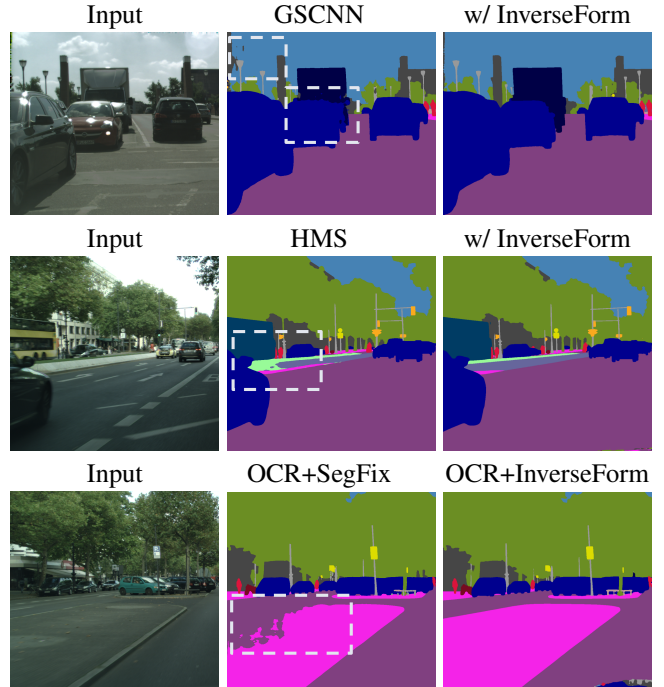 Input GSCNN w/ InverseForm
Input HMS w/ InverseForm
Input OCR+SegFix OCR+InverseForm